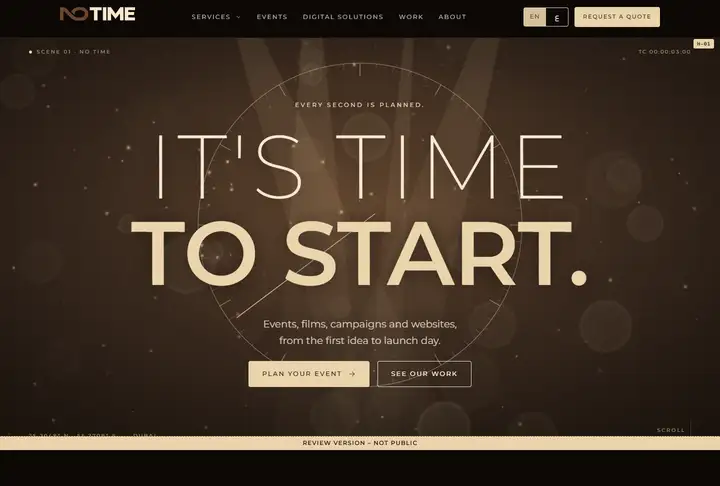 NOTIME
SERVICES EVENTS DIGITAL SOLUTIONS WORK ABOUT
EN ع
REQUEST A QUOTE
H-01
SCENE 01 . NO TIME
TC 00:00:03:00
EVERY SECOND IS PLANNED.
IT'S TIME
TO START.
Events, films, campaigns and websites,
from the first idea to launch day.
PLAN YOUR EVENT →
SEE OUR WORK
SCROLL
REVIEW VERSION – NOT PUBLIC